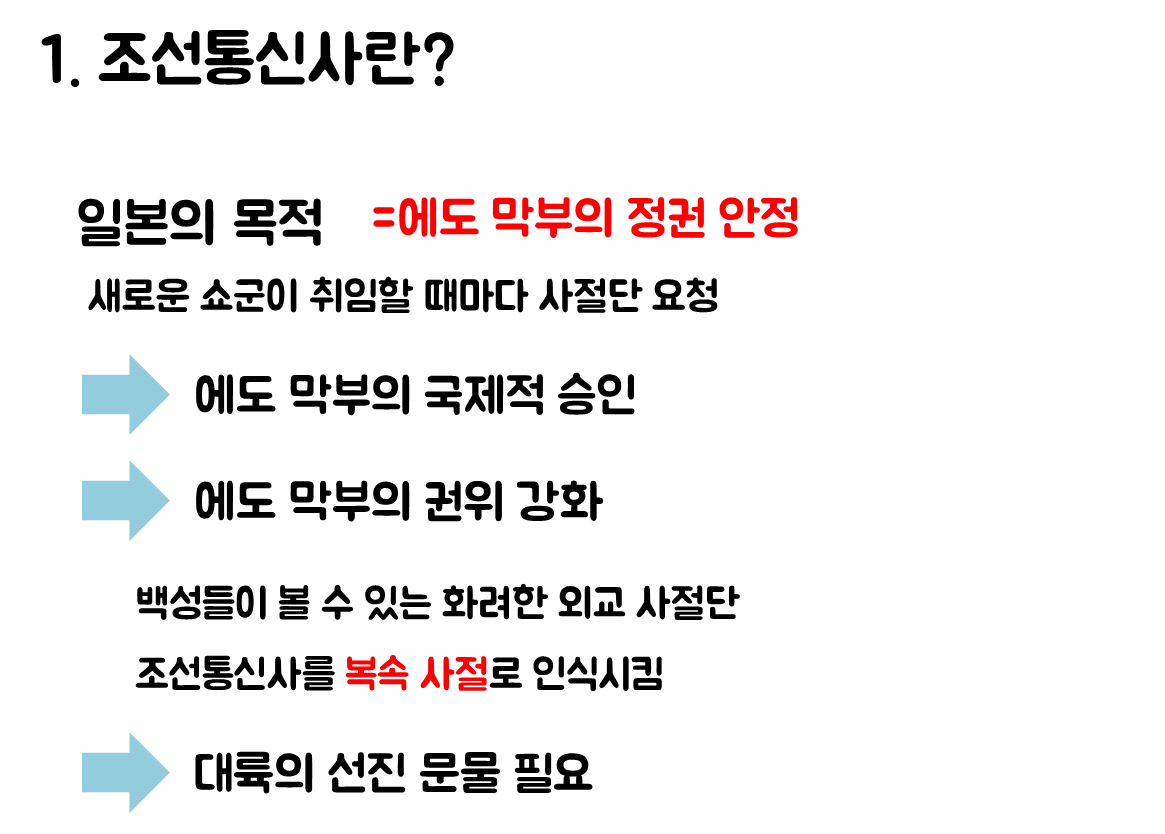 1. 조선통신사란?
일본의 목적 =에도 막부의 정권 안정
새로운 쇼군이 취임할 때마다 사절단 요청
에도 막부의 국제적 승인
에도 막부의 권위 강화
백성들이 볼 수 있는 화려한 외교 사절단
조선통신사를 복속 사절로 인식시킴
대륙의 선진 문물 필요